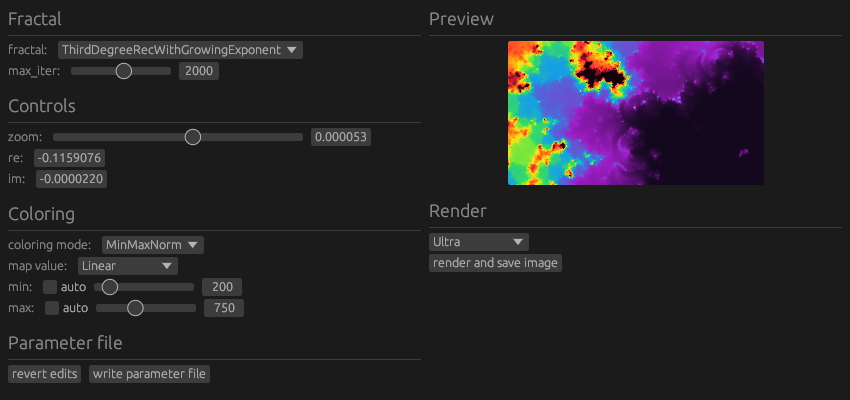 Fractal
fractal: ThirdDegreeRecWithGrowingExponent
max_iter: 2000
Controls
zoom: 0.000053
re: -0.1159076
im: -0.0000220
Coloring
coloring mode: MinMaxNorm
map value: Linear
min: auto 200
max: auto 750
Parameter file
revert edits write parameter file
Preview
Render
Ultra
render and save image